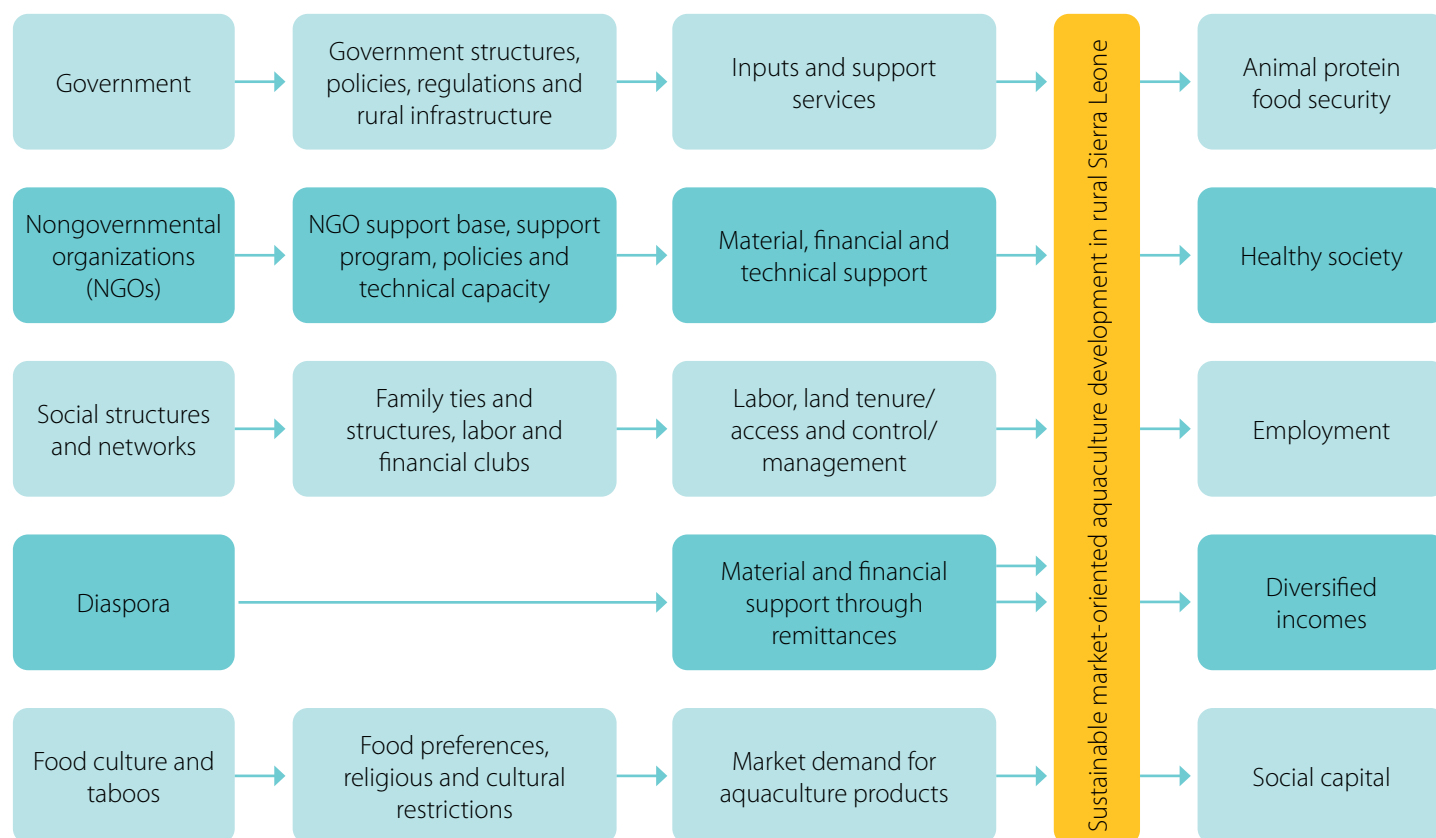 Government
Government structures,
policies, regulations and
rural infrastructure
Inputs and support
services
Animal protein
food security
Nongovernmental
organizations
(NGOs)
NGO support base, support
program, policies and
technical capacity
Material, financial and
technical support
Healthy society
Social structures
and networks
Family ties and
structures, labor and
financial clubs
Labor, land tenure/
access and control/
management
Employment
Diaspora
Material and financial
support through
remittances
Diversified
incomes
Food culture and
taboos
Food preferences,
religious and cultural
restrictions
Market demand for
aquaculture products
Social capital
Sustainable market-oriented aquaculture development in rural Sierra Leone